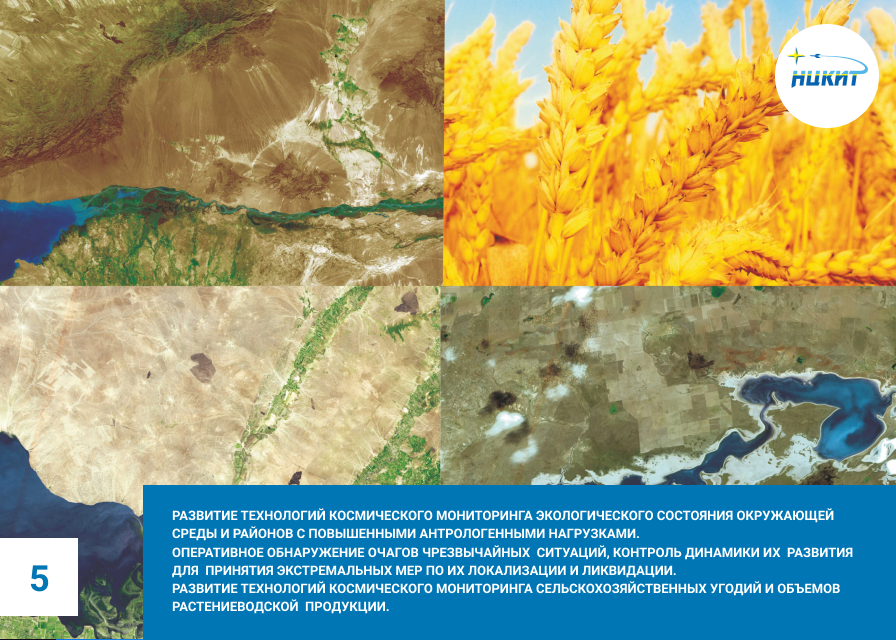 НИКИТ
РАЗВИТИЕ ТЕХНОЛОГИЙ КОСМИЧЕСКОГО МОНИТОРИНГА ЭКОЛОГИЧЕСКОГО СОСТОЯНИЯ ОКРУЖАЮЩЕЙ
СРЕДЫ И РАЙОНОВ С ПОВЫШЕННЫМИ АНТРОЛОГЕННЫМИ НАГРУЗКАМИ.
ОПЕРАТИВНОЕ ОБНАРУЖЕНИЕ ОЧАГОВ ЧРЕЗВЫЧАЙНЫХ СИТУАЦИЙ, КОНТРОЛЬ ДИНАМИКИ ИХ РАЗВИТИЯ
ДЛЯ ПРИНЯТИЯ ЭКСТРЕМАЛЬНЫХ МЕР ПО ИХ ЛОКАЛИЗАЦИИ И ЛИКВИДАЦИИ.
РАЗВИТИЕ ТЕХНОЛОГИЙ КОСМИЧЕСКОГО МОНИТОРИНГА СЕЛЬСКОХОЗЯЙСТВЕННЫХ УГОДИЙ И ОБЪЕМОВ
РАСТЕНИЕВОДСКОЙ ПРОДУКЦИИ.
5